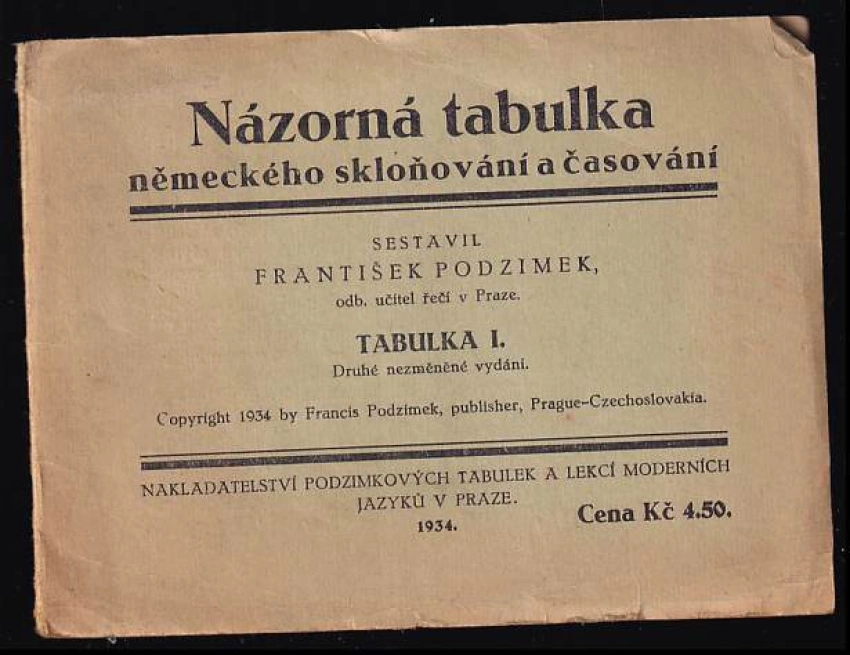 Názorná tabulka
německého skloňování a časování
SESTAVIL
FRANTIŠEK PODZIMEK,
odb. učitel řečí v Praze.
TABULKA I.
Druhé nezměněné vydání.
Copyright 1934 by Francis Podzimek, publisher, Prague-Czechoslovakia.
NAKLADATELSTVÍ PODZIMKOVÝCH TABULEK A LEKCÍ MODERNÍCH
JAZYKŮ V PRAZE.
1934.
Cena Kč 4.50.